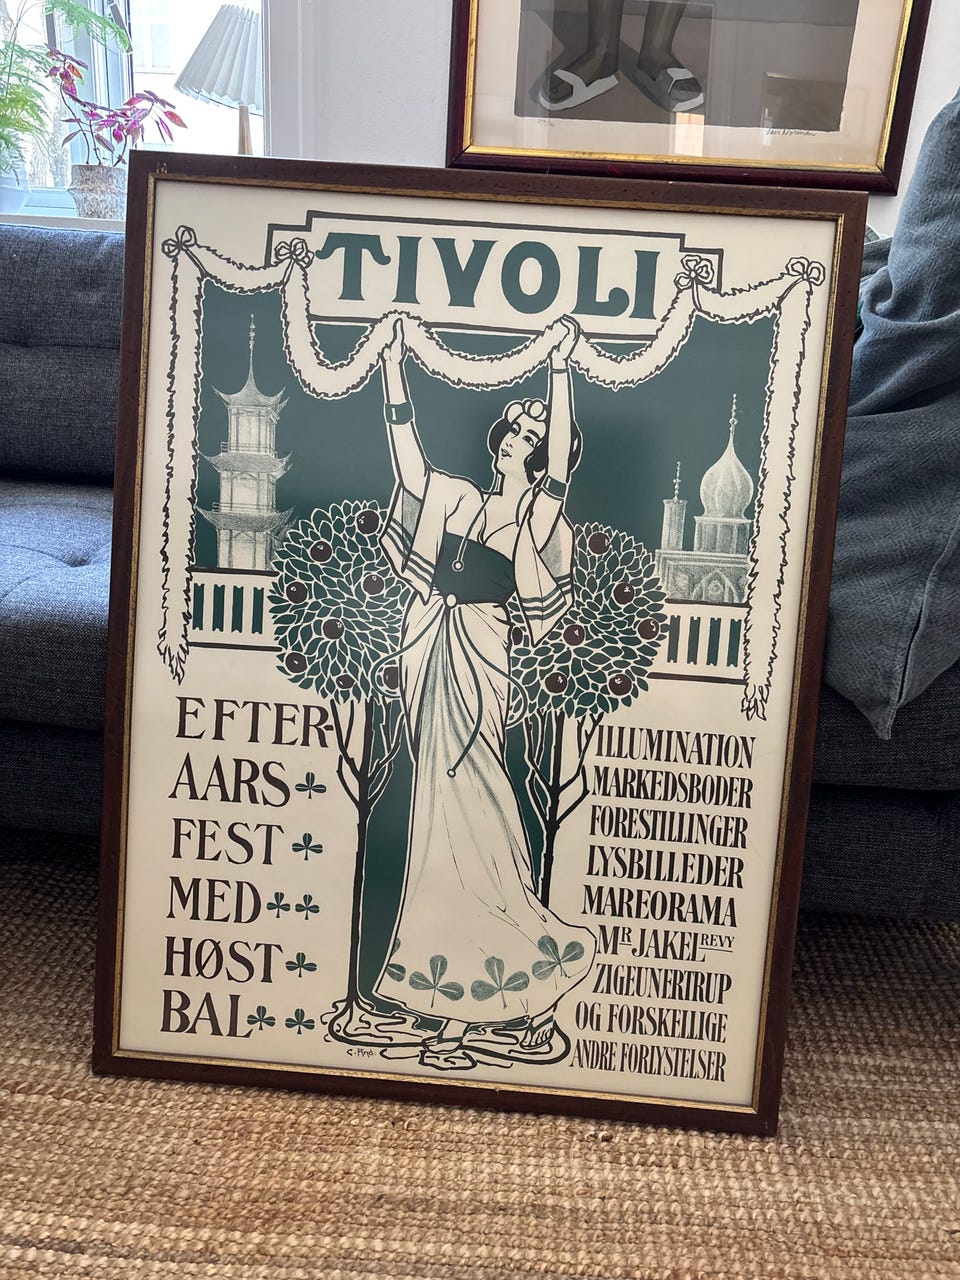 TIVOLI
EFTER-
AARS
FEST
MED
HØST
BAL
ILLUMINATION
MARKEDSBODER
FORESTILLINGER
LYSBILLEDER
MAREORAMA
MR JAKEL REVY
ZIGEUNERTRUP
OG FORSKELLIGE
ANDRE FORLYSTELSER